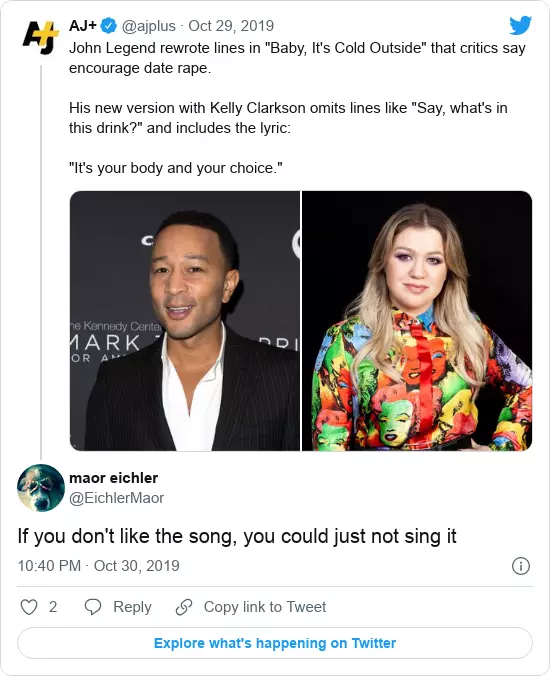 AJ+ @ajplus · Oct 29, 2019
John Legend rewrote lines in "Baby, It's Cold Outside" that critics say
encourage date rape.
His new version with Kelly Clarkson omits lines like "Say, what's in
this drink?" and includes the lyric:
"It's your body and your choice."
he Kennedy Center
MARK
OR AM
PRI
maor eichler
@EichlerMaor
If you don't like the song, you could just not sing it
10:40 PM · Oct 30, 2019
2 Reply Copy link to Tweet
Explore what's happening on Twitter